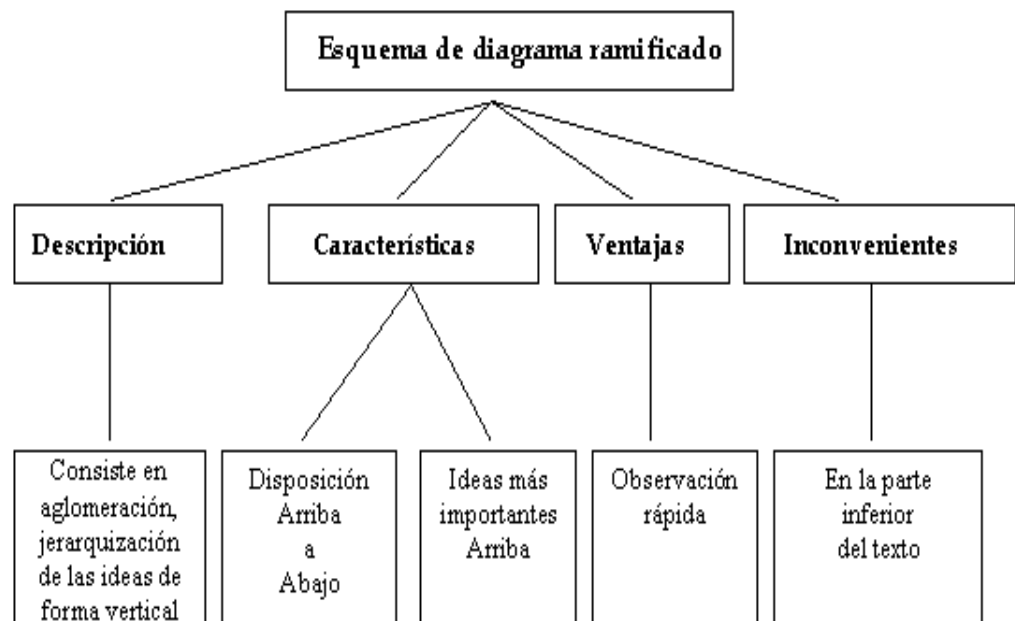 Esquema de diagrama ramificado
Descripción
Características
Ventajas
Inconvenientes
Consiste en
aglomeración,
jerarquización
de las ideas de
forma vertical
Disposición
Arriba
a
Abajo
Ideas más
importantes
Arriba
Observación
rápida
En la parte
inferior
del texto